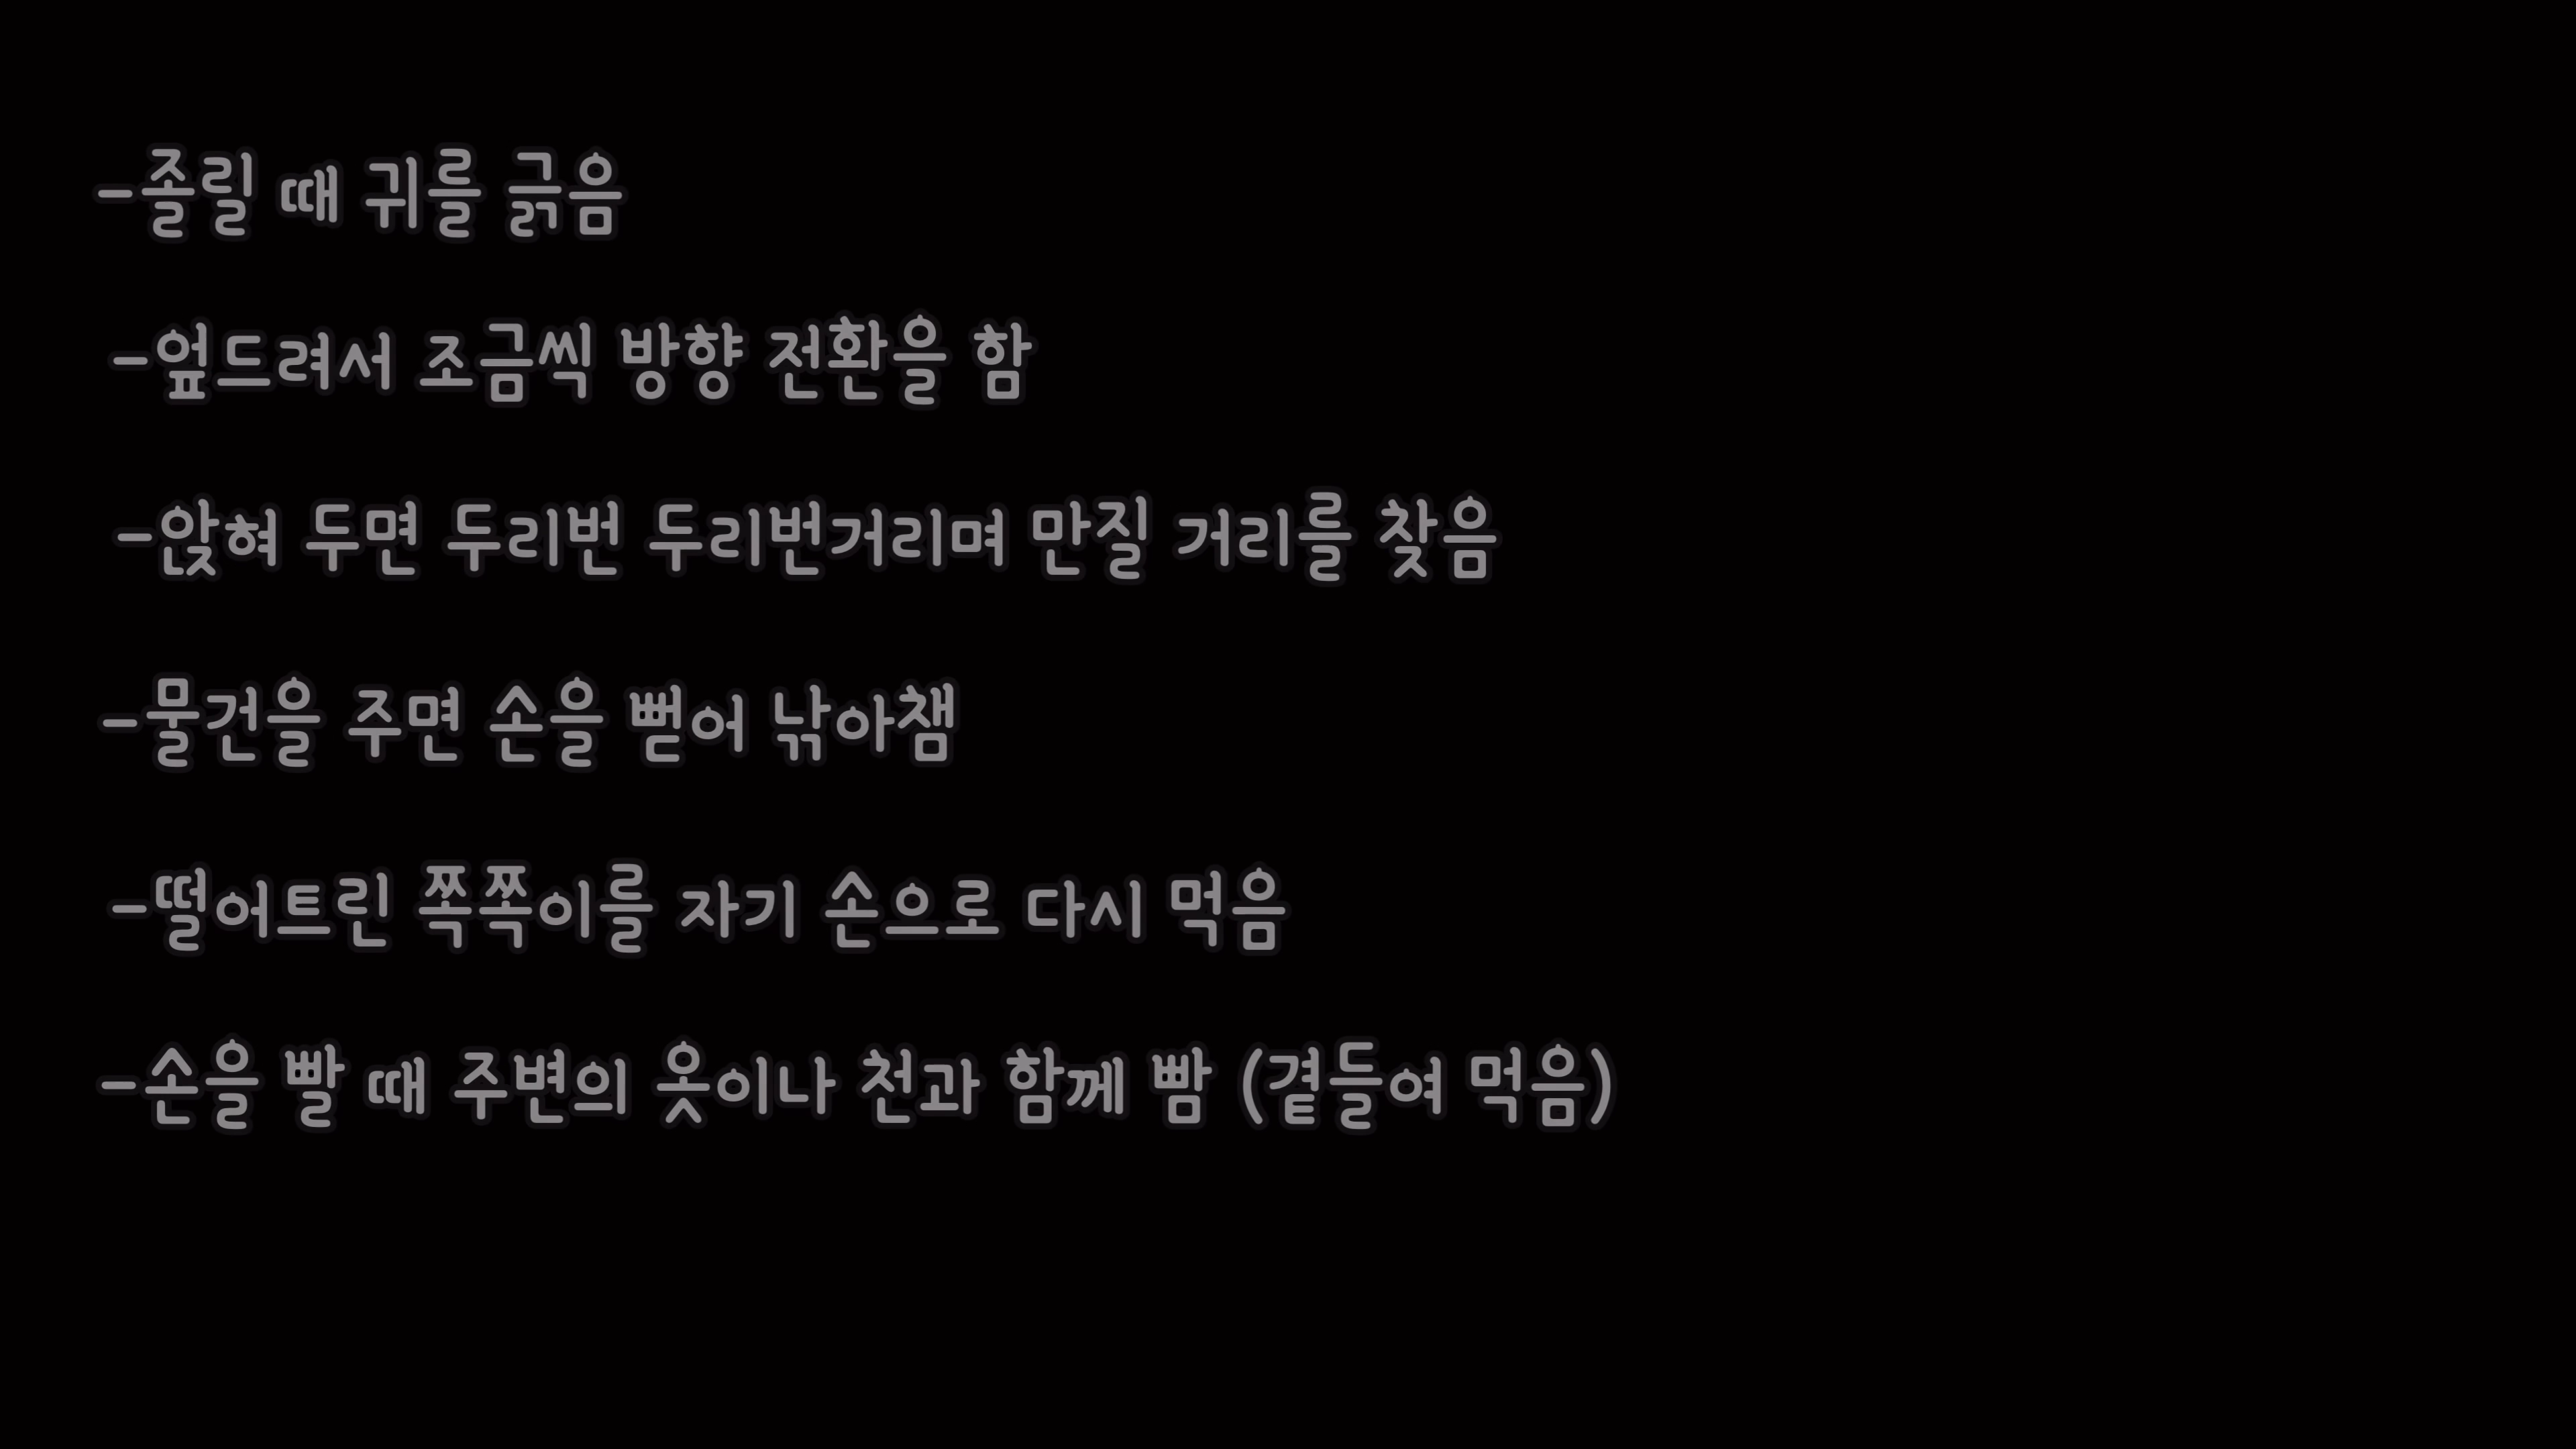 -졸릴 때 귀를 긁음
-엎드려서 조금씩 방향 전환을 함
-앉혀 두면 두리번 두리번거리며 만질 거리를 찾음
-물건을 주면 손을 뻗어 낚아챔
-떨어트린 쪽쪽이를 자기 손으로 다시 먹음
-손을 빨 때 주변의 옷이나 천과 함께 빰 (곁들여 먹음)